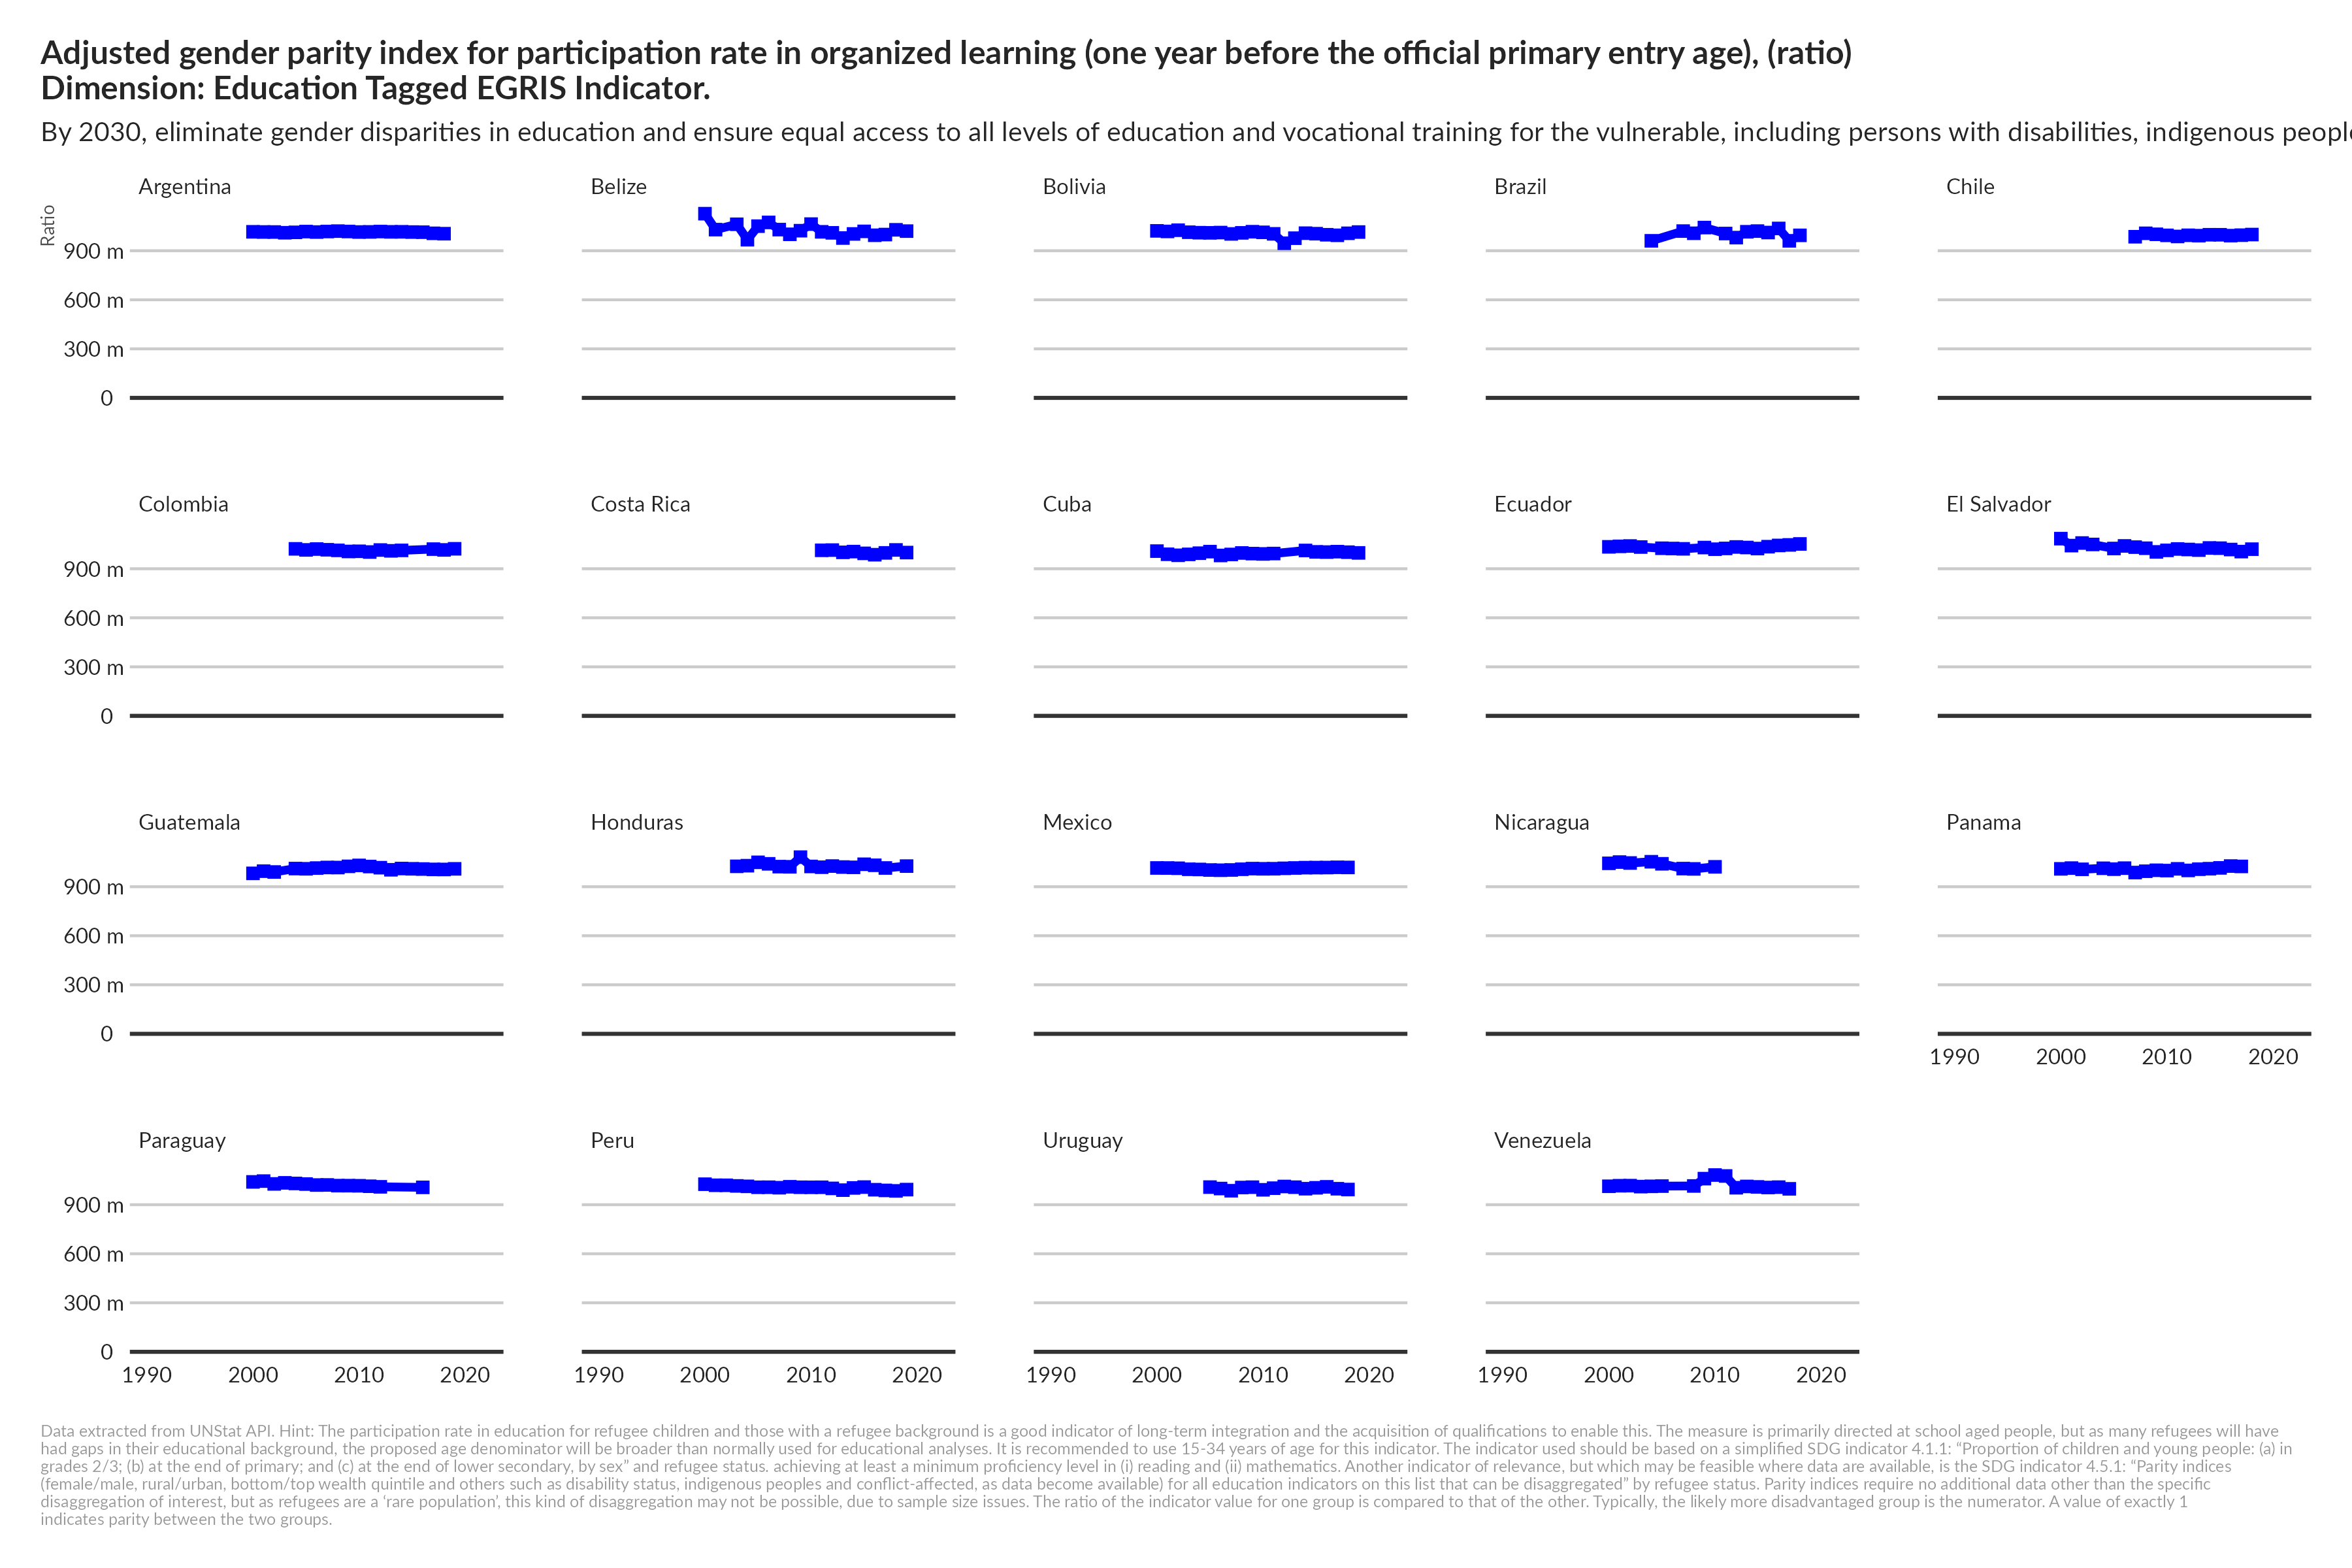 Adjusted gender parity index for participation rate in organized learning (one year before the official primary entry age), (ratio)
Dimension: Education Tagged EGRIS Indicator.
By 2030, eliminate gender disparities in education and ensure equal access to all levels of education and vocational training for the vulnerable, including persons with disabilities, indigenous
Argentina
Belize
Bolivia
Brazil
Chile
Ratio
900 m
600 m
300 m
0
Colombia
Costa Rica
Cuba
Ecuador
El Salvador
900 m
600 m
300 m
0
Guatemala
Honduras
Mexico
Nicaragua
Panama
900 m
600 m
300 m
0
1990 2000 2010 2020
Paraguay
Peru
Uruguay
Venezuela
900 m
600 m
300 m
0
1990 2000 2010 2020
1990 2000 2010 2020
1990 2000 2010 2020
1990 2000 2010 2020
Data extracted from UNStat API. Hint: The participation rate in education for refugee children and those with a refugee background is a good indicator of long-term integration and the acquisition of qualifications to enable this. The measure is primarily directed at school aged people, but as many refugees will have
had gaps in their educational background, the proposed age denominator will be broader than normally used for educational analyses. It is recommended to use 15-34 years of age for this indicator. The indicator used should be based on a simplified SDG indicator 4.1.1: “Proportion of children and young people: (a) in
grades 2/3; (b) at the end of primary; and (c) at the end of lower secondary, by sex” and refugee status. achieving at least a minimum proficiency level in (i) reading and (ii) mathematics. Another indicator of relevance, but which may be feasible where data are available, is the SDG indicator 4.5.1: “Parity indices
(female/male, rural/urban, bottom/top wealth quintile and others such as disability status, indigenous peoples and conflict-affected, as data become available) for all education indicators on this list that can be disaggregated” by refugee status. Parity indices require no additional data other than the specific
disaggregation of interest, but as refugees are a ‘rare population’, this kind of disaggregation may not be possible, due to sample size issues. The ratio of the indicator value for one group is compared to that of the other. Typically, the likely more disadvantaged group is the numerator. A value of exactly 1
indicates parity between the two groups.